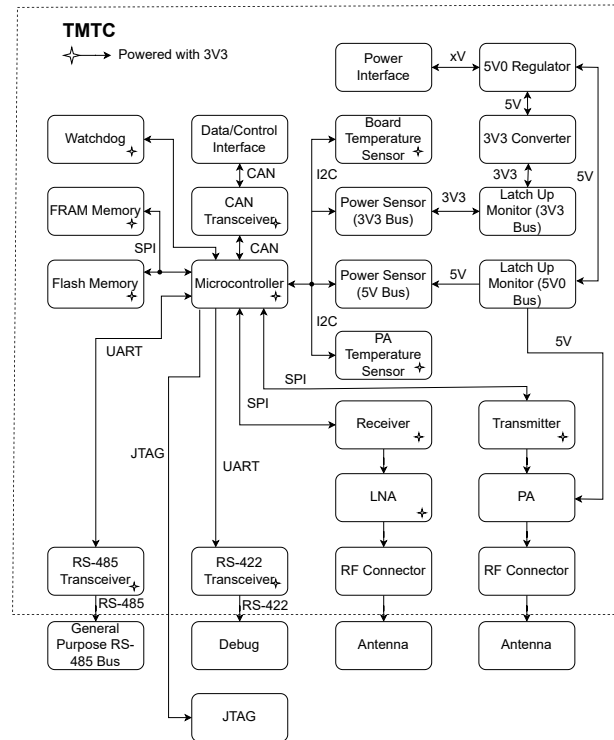 TMTC
Powered with 3V3
Power
Interface
xV
5V0 Regulator
5V
Watchdog
Data/Control
Interface
Board
Temperature
Sensor
3V3 Converter
CAN
I2C
3V3
5V
FRAM Memory
CAN
Transceiver
Power Sensor
(3V3 Bus)
3V3
Latch Up
Monitor (3V3
Bus)
SPI
CAN
Flash Memory
Microcontroller
Power Sensor
(5V Bus)
5V
Latch Up
Monitor (5V0
Bus)
I2C
UART
PA
Temperature
Sensor
5V
SPI
SPI
Receiver
Transmitter
JTAG
UART
LNA
PA
RS-485
Transceiver
RS-422
Transceiver
RF Connector
RF Connector
RS-485
RS-422
General
Purpose RS-
485 Bus
Debug
Antenna
Antenna
JTAG